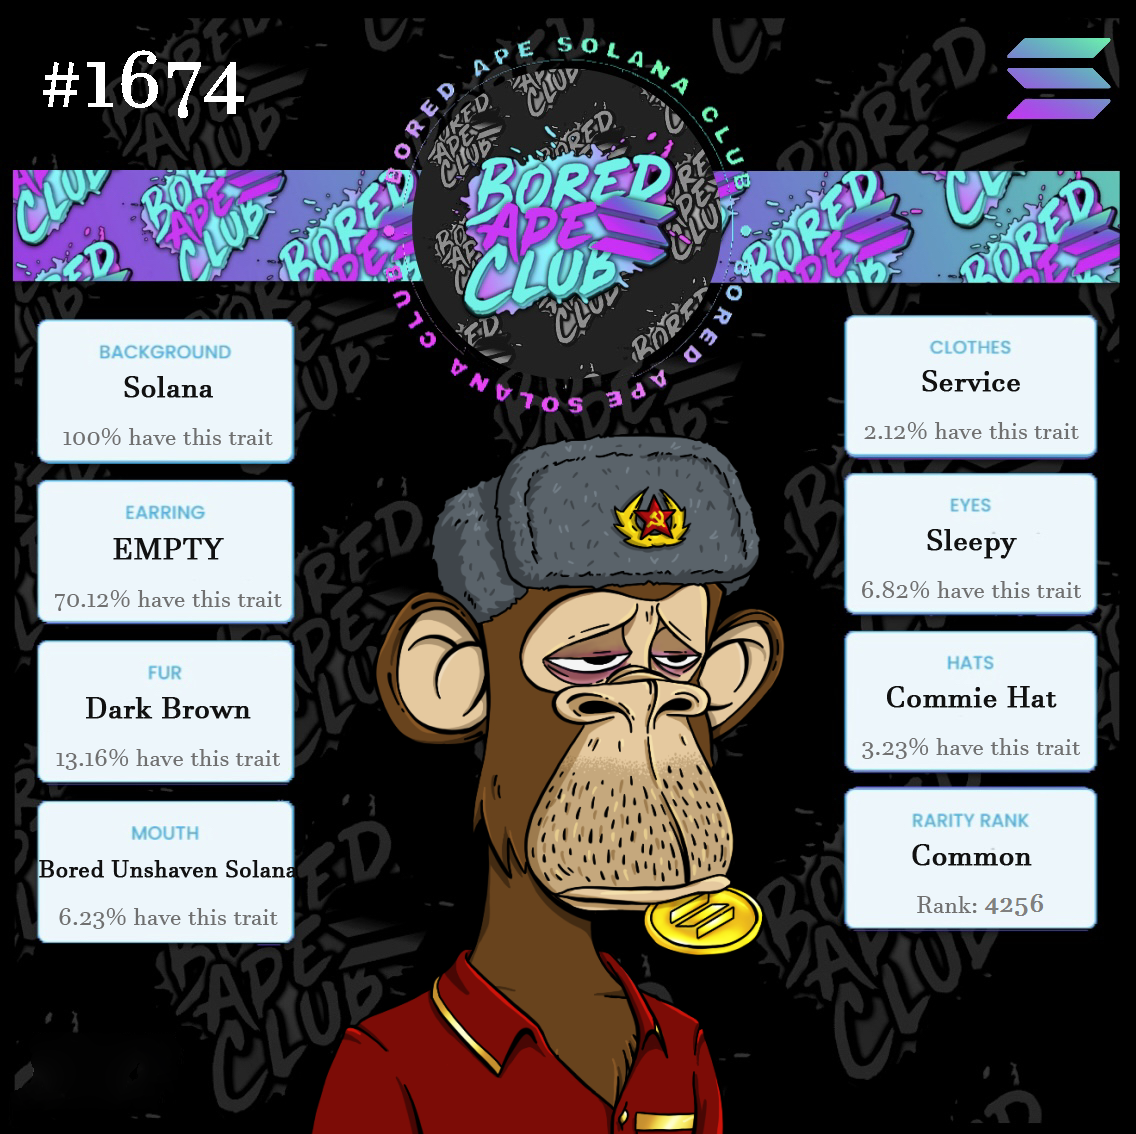 #1674
BORED APE SOLANA CLUB
BORED APE SOLANA CLUB
BORED
APE
CLUB
BACKGROUND
Solana
100% have this trait
EARRING
EMPTY
70.12% have this trait
FUR
Dark Brown
13.16% have this trait
MOUTH
Bored Unshaven Solana
6.23% have this trait
CLOTHES
Service
2.12% have this trait
EYES
Sleepy
6.82% have this trait
HATS
Commie Hat
3.23% have this trait
RARITY RANK
Common
Rank: 4256